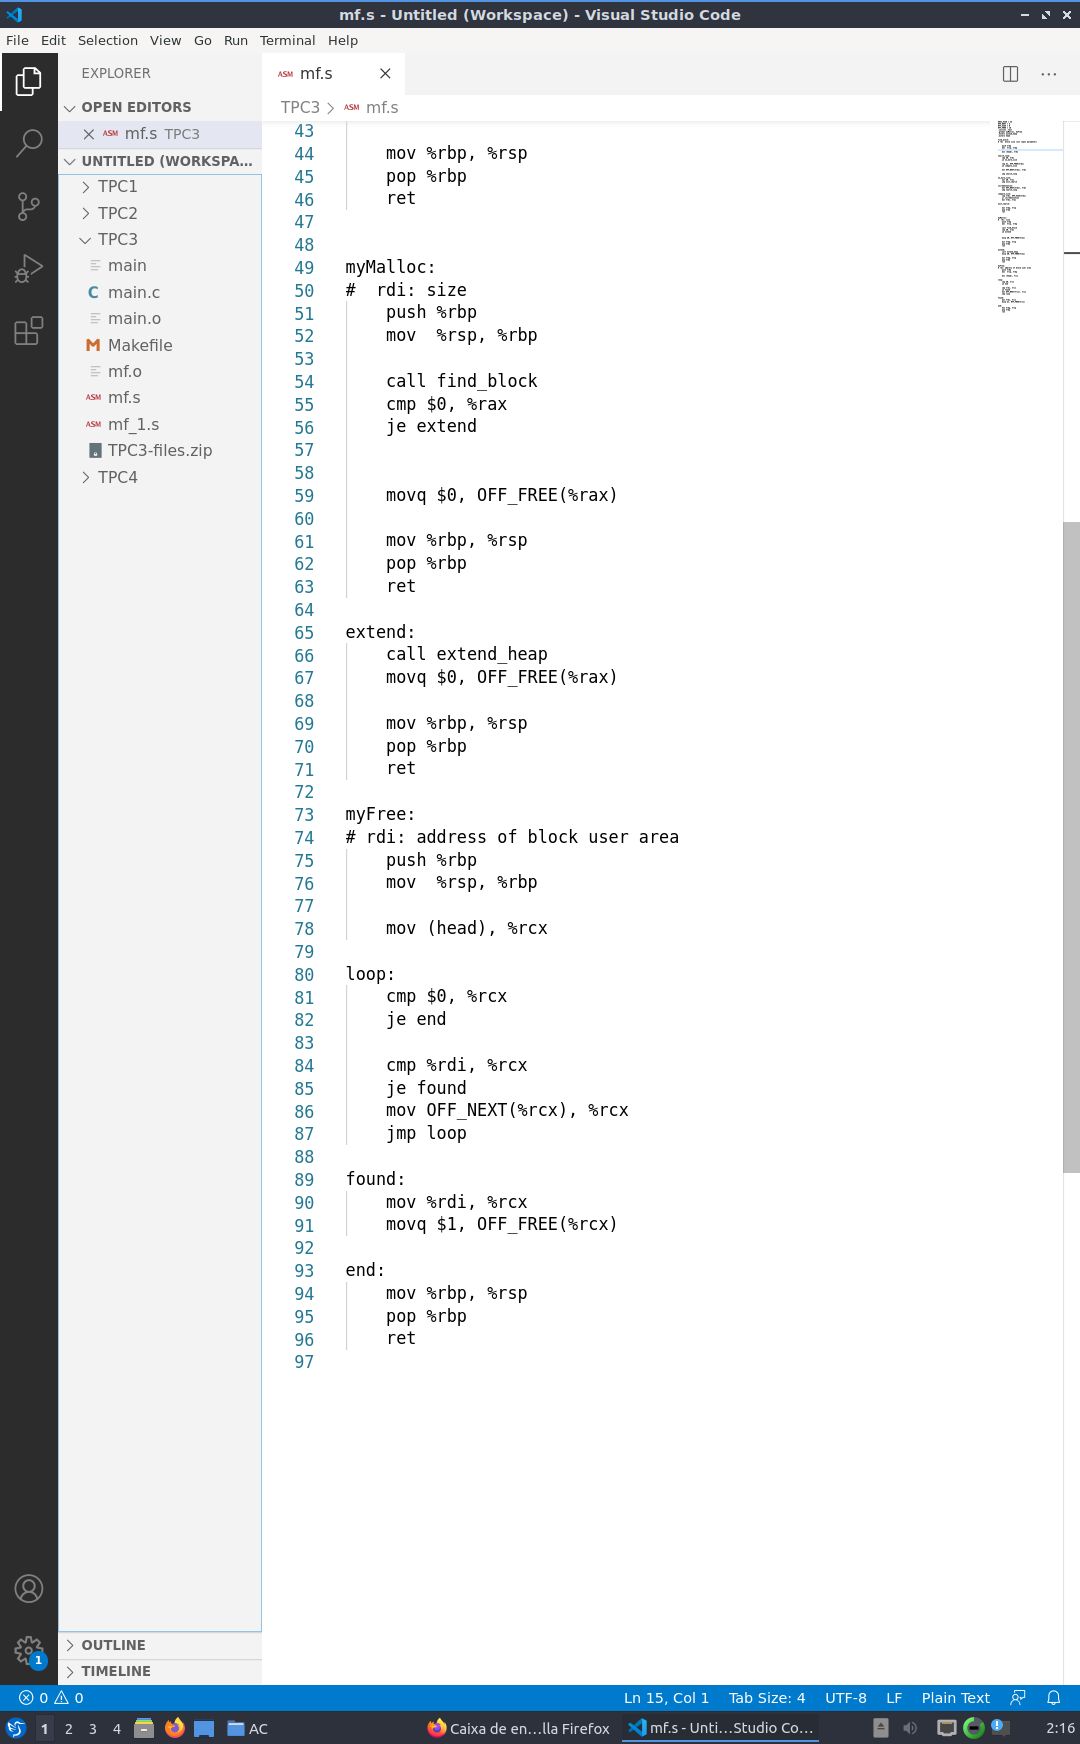 mf.s - Untitled (Workspace) - Visual Studio Code
File Edit Selection View Go Run Terminal Help
EXPLORER
OPEN EDITORS
ASM mf.s TPC3
UNTITLED (WORKSPA...
TPC1
TPC2
TPC3
main
C main.c
main.o
M Makefile
mf.o
ASM mf.s
ASM mf_1.s
TPC3-files.zip
TPC4
OUTLINE
TIMELINE
1
ASM mf.s
TPC3 > ASM mf.s
43
44 mov %rbp, %rsp
45 pop %rbp
46 ret
47
48
49 myMalloc:
50 #  rdi: size
51 push %rbp
52 mov  %rsp, %rbp
53
54 call find_block
55 cmp $0, %rax
56 je extend
57
58
59 movq $0, OFF_FREE(%rax)
60
61 mov %rbp, %rsp
62 pop %rbp
63 ret
64
65 extend:
66 call extend_heap
67 movq $0, OFF_FREE(%rax)
68
69 mov %rbp, %rsp
70 pop %rbp
71 ret
72
73 myFree:
74 # rdi: address of block user area
75 push %rbp
76 mov  %rsp, %rbp
77
78 mov (head), %rcx
79
80 loop:
81 cmp $0, %rcx
82 je end
83
84 cmp %rdi, %rcx
85 je found
86 mov OFF_NEXT(%rcx), %rcx
87 jmp loop
88
89 found:
90 mov %rdi, %rcx
91 movq $1, OFF_FREE(%rcx)
92
93 end:
94 mov %rbp, %rsp
95 pop %rbp
96 ret
97
0 0 Ln 15, Col 1 Tab Size: 4 UTF-8 LF Plain Text
1 2 3 4 AC Caixa de en...lla Firefox mf.s - Unti...Studio Co... 2:16